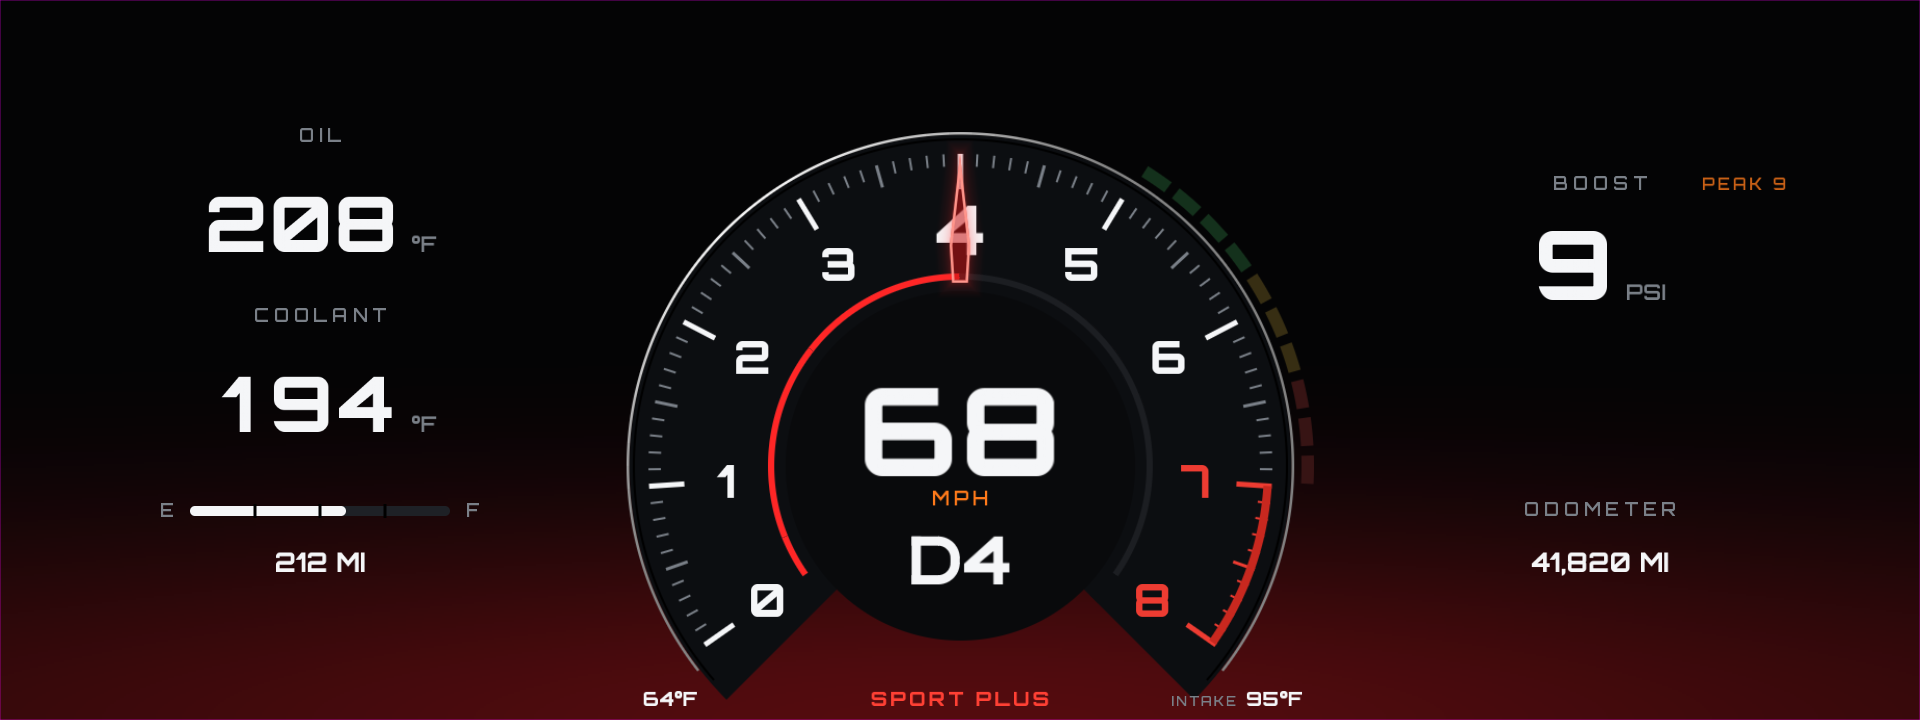 OIL
208 °F
COOLANT
194 °F
E F
212 MI
0
1
2
3
4
5
6
7
8
68
MPH
D4
64°F
SPORT PLUS
INTAKE 95°F
BOOST PEAK 9
9 PSI
ODOMETER
41,820 MI